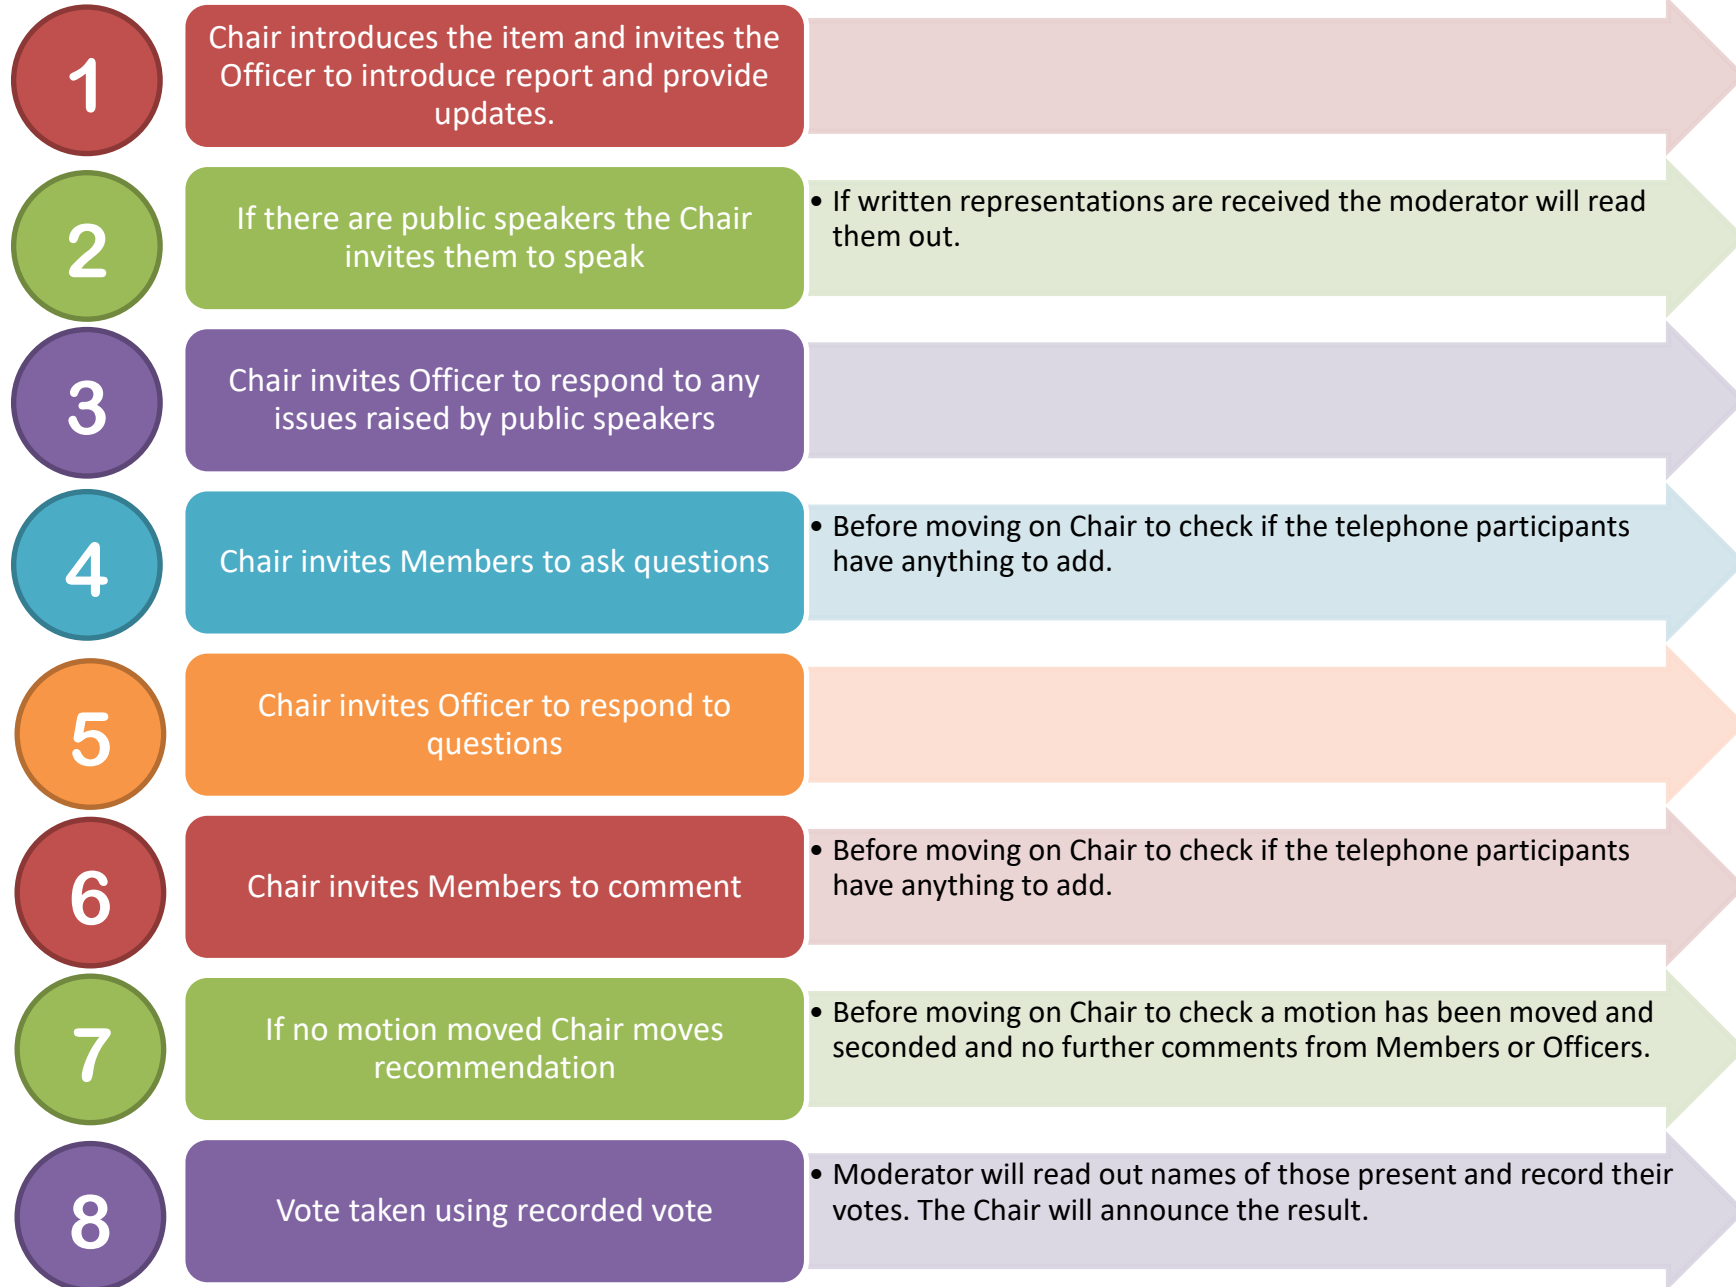 1
Chair introduces the item and invites the
Officer to introduce report and provide
updates.
2
If there are public speakers the Chair
invites them to speak
• If written representations are received the moderator will read
them out.
3
Chair invites Officer to respond to any
issues raised by public speakers
4
Chair invites Members to ask questions
• Before moving on Chair to check if the telephone participants
have anything to add.
5
Chair invites Officer to respond to
questions
6
Chair invites Members to comment
• Before moving on Chair to check if the telephone participants
have anything to add.
7
If no motion moved Chair moves
recommendation
• Before moving on Chair to check a motion has been moved and
seconded and no further comments from Members or Officers.
8
Vote taken using recorded vote
• Moderator will read out names of those present and record their
votes. The Chair will announce the result.